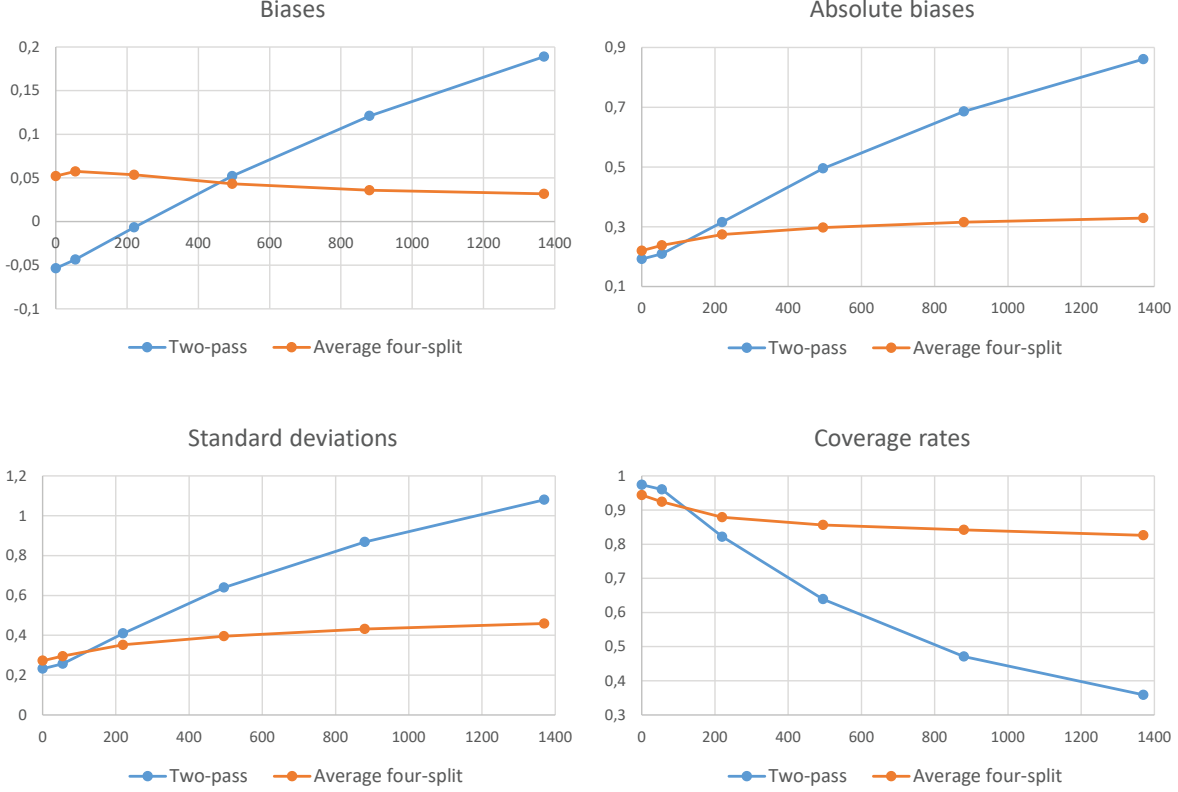 Biases
0,2
0,15
0,1
0,05
0
-0,05
-0,1
0 200 400 600 800 1000 1200 1400
Two-pass Average four-split
Absolute biases
0,9
0,7
0,5
0,3
0,1
0 200 400 600 800 1000 1200 1400
Two-pass Average four-split
Standard deviations
1,2
1
0,8
0,6
0,4
0,2
0
0 200 400 600 800 1000 1200 1400
Two-pass Average four-split
Coverage rates
1
0,9
0,8
0,7
0,6
0,5
0,4
0,3
0 200 400 600 800 1000 1200 1400
Two-pass Average four-split